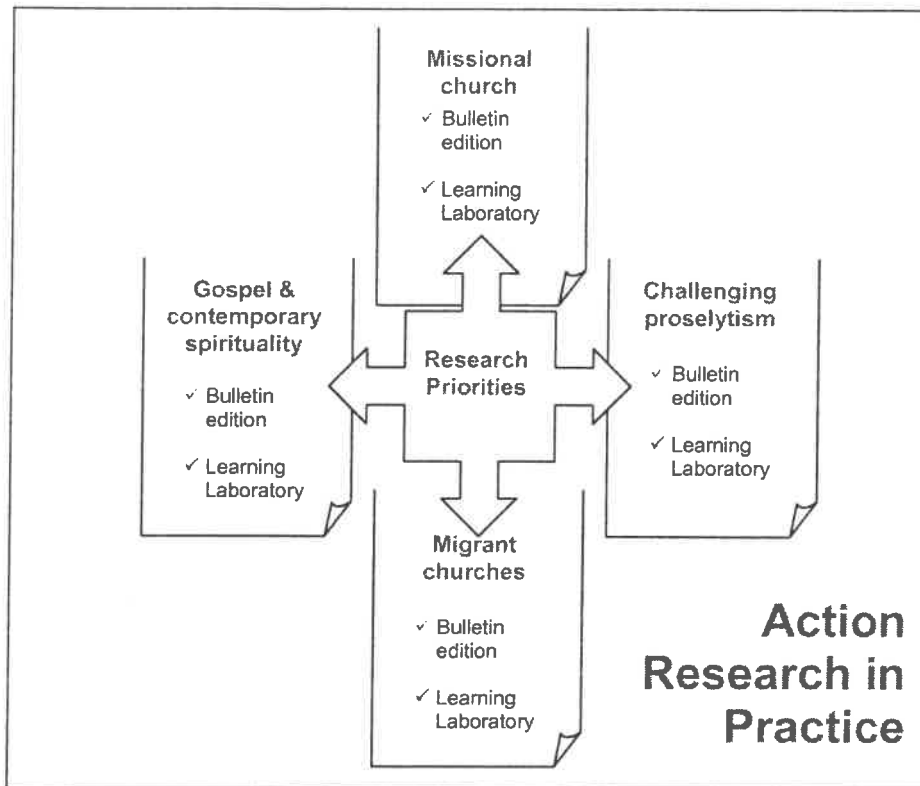 Missional
church
✓ Bulletin
edition
✓ Learning
Laboratory
Gospel &
contemporary
spirituality
✓ Bulletin
edition
✓ Learning
Laboratory
Research
Priorities
Challenging
proselytism
✓ Bulletin
edition
✓ Learning
Laboratory
Migrant
churches
✓ Bulletin
edition
✓ Learning
Laboratory
Action
Research in
Practice